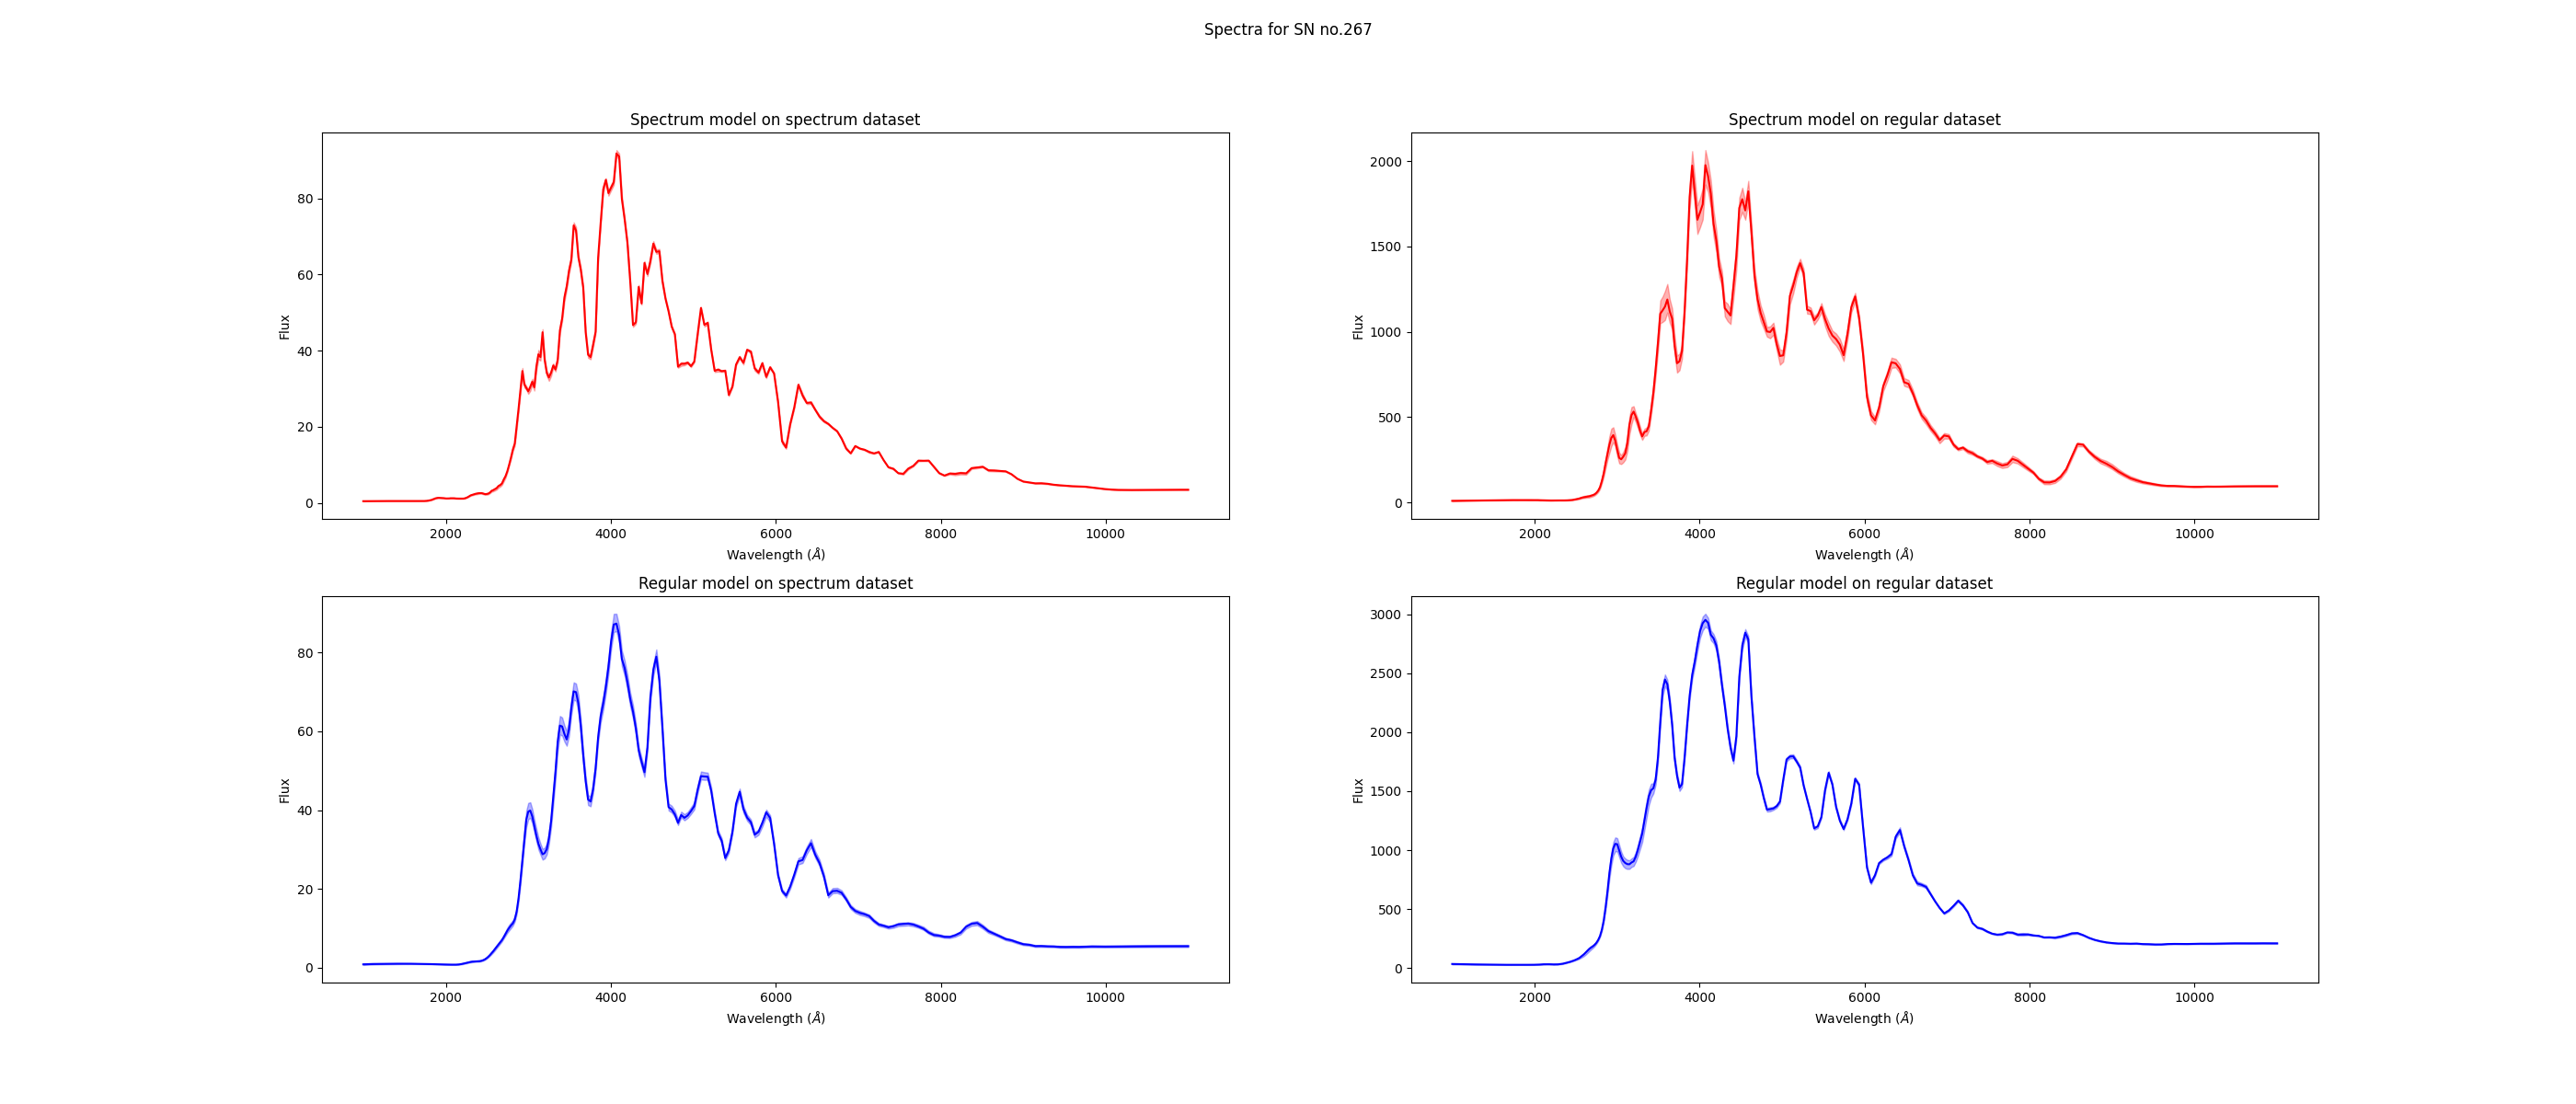 Spectra for SN no.267
Spectrum model on spectrum dataset
80
60
40
20
0
Flux
2000 4000 6000 8000 10000
Wavelength (Å)
Spectrum model on regular dataset
2000
1500
1000
500
0
Flux
2000 4000 6000 8000 10000
Wavelength (Å)
Regular model on spectrum dataset
80
60
40
20
0
Flux
2000 4000 6000 8000 10000
Wavelength (Å)
Regular model on regular dataset
3000
2500
2000
1500
1000
500
0
Flux
2000 4000 6000 8000 10000
Wavelength (Å)